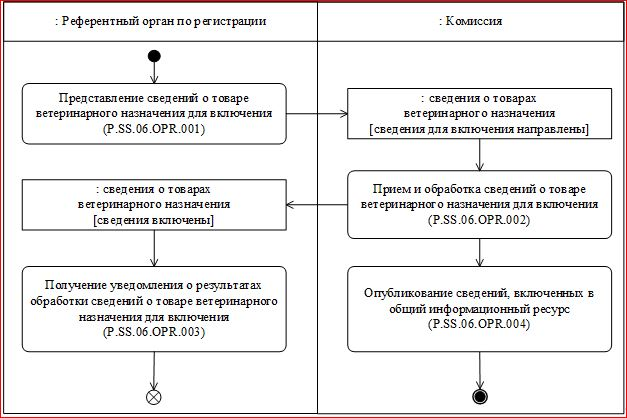 : Референтный орган по регистрации
: Комиссия
Представление сведений о товаре
ветеринарного назначения для включения
(P.SS.06.OPR.001)
: сведения о товарах
ветеринарного назначения
[сведения для включения направлены]
: сведения о товарах
ветеринарного назначения
[сведения включены]
Прием и обработка сведений о товаре
ветеринарного назначения для включения
(P.SS.06.OPR.002)
Получение уведомления о результатах
обработки сведений о товаре ветеринарного
назначения для включения
(P.SS.06.OPR.003)
Опубликование сведений, включенных в
общий информационный ресурс
(P.SS.06.OPR.004)